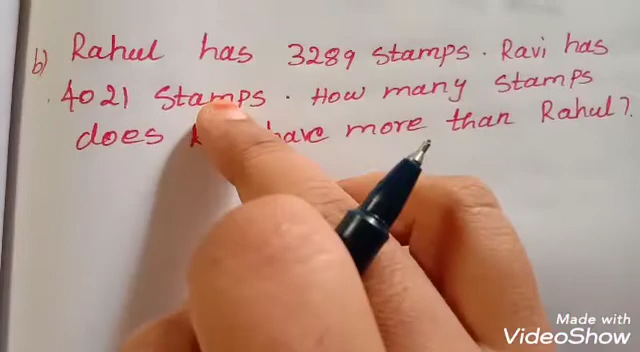 b) Rahul has 3289 stamps. Ravi has
4021 stamps. How many stamps
does have more than Rahul?
Made with
VideoShow